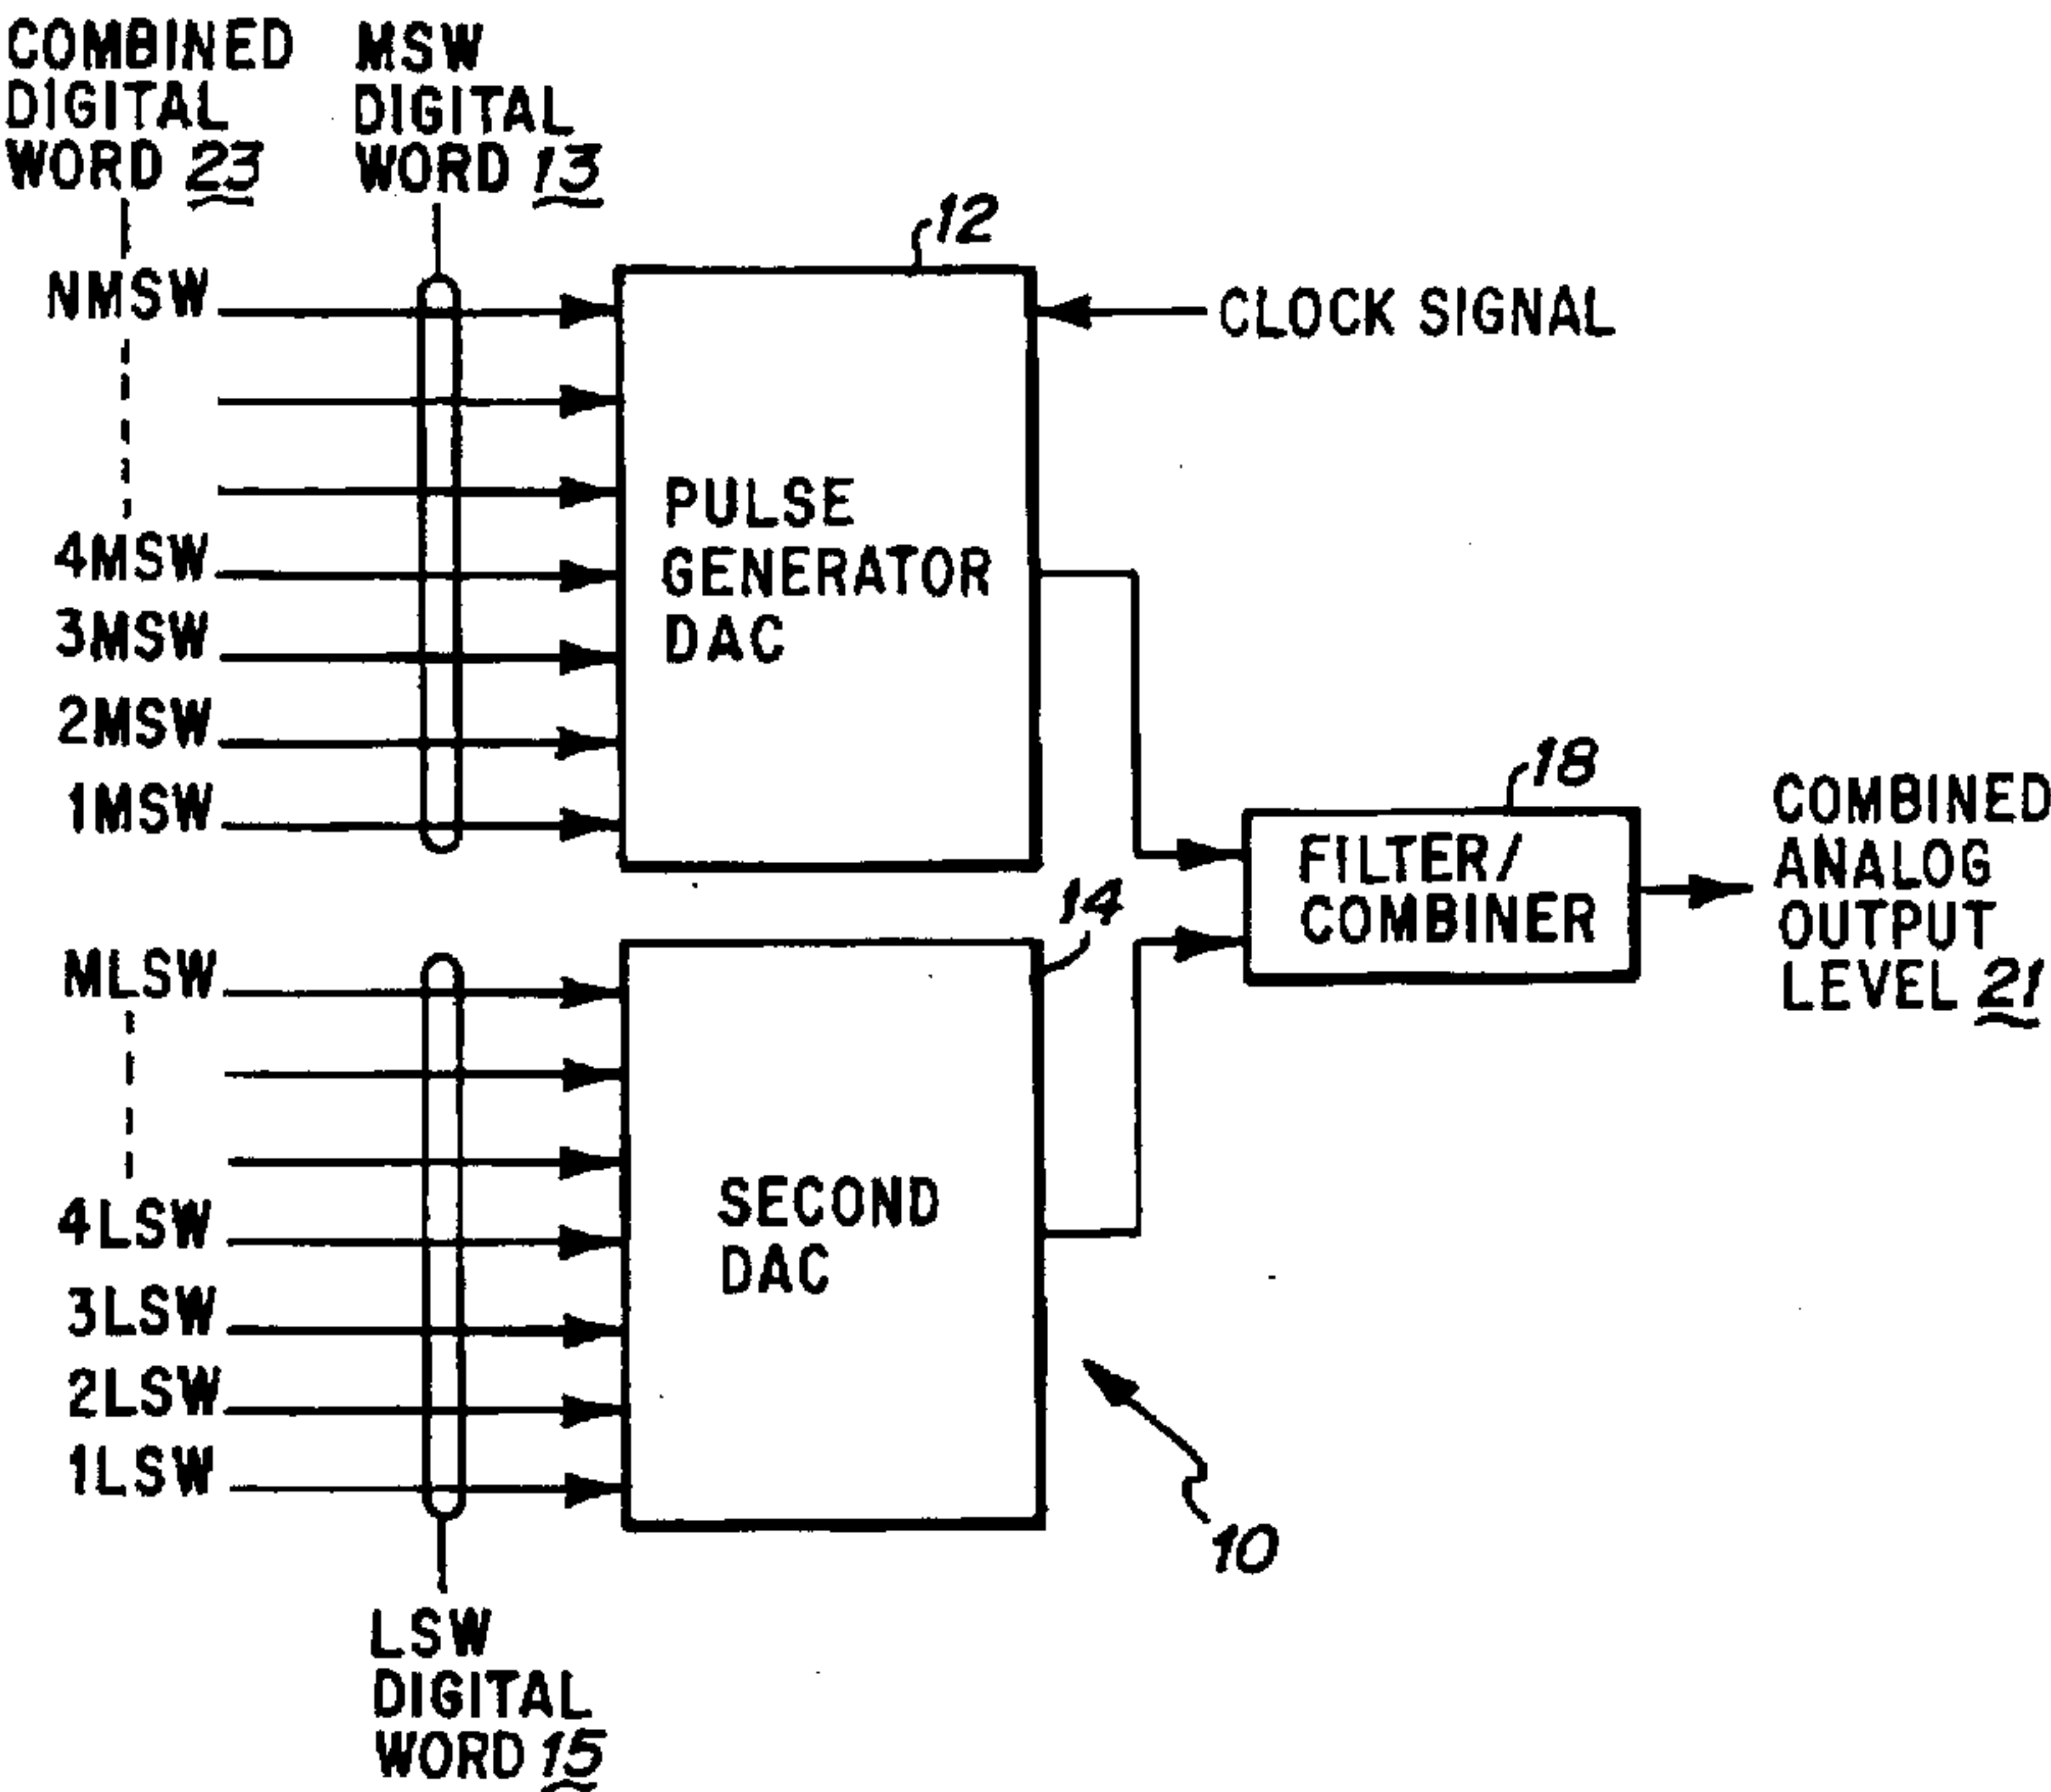 COMBINED
DIGITAL
WORD 23
MSW
DIGITAL
WORD 13
12
NMSW
CLOCK SIGNAL
PULSE
GENERATOR
DAC
4MSW
3MSW
2MSW
1MSW
18
FILTER/
COMBINER
COMBINED
ANALOG
OUTPUT
LEVEL 21
14
MLSW
SECOND
DAC
4LSW
3LSW
2LSW
1LSW
10
LSW
DIGITAL
WORD 15